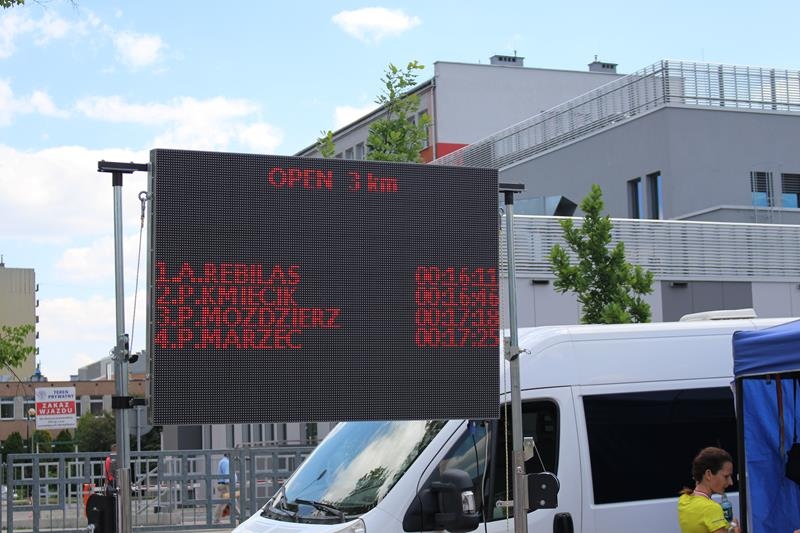 OPEN 3 km
1.A.REBILAS 00:16:11
2.P.KMIECIK 00:16:46
3.P.MOZDZIERZ 00:17:18
4.P.MARZEC 00:17:25
TEREN
PRYWATNY
ZAKAZ
WJAZDU